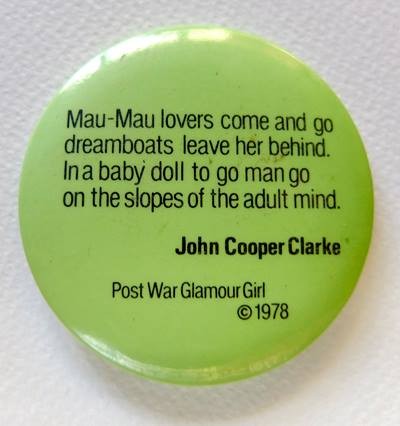 Mau-Mau lovers come and go
dreamboats leave her behind.
In a baby doll to go man go
on the slopes of the adult mind.
John Cooper Clarke
Post War Glamour Girl
© 1978